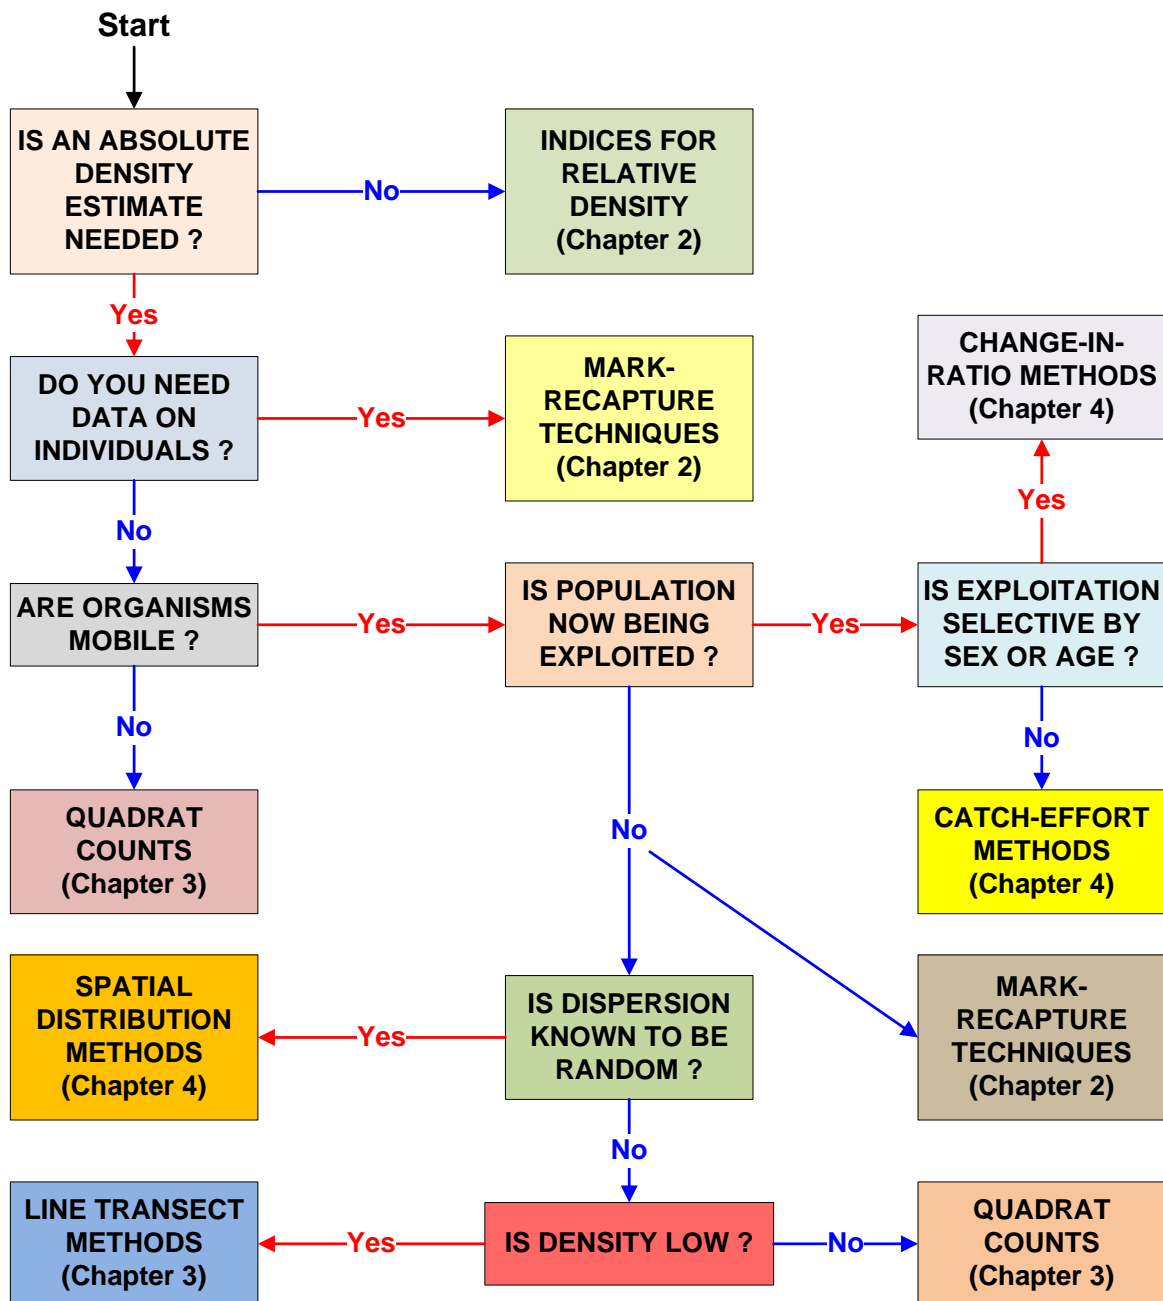 Start
IS AN ABSOLUTE
DENSITY
ESTIMATE
NEEDED ?
No
INDICES FOR
RELATIVE
DENSITY
(Chapter 2)
Yes
DO YOU NEED
DATA ON
INDIVIDUALS ?
Yes
MARK-
RECAPTURE
TECHNIQUES
(Chapter 2)
CHANGE-IN-
RATIO METHODS
(Chapter 4)
Yes
No
ARE ORGANISMS
MOBILE ?
Yes
IS POPULATION
NOW BEING
EXPLOITED ?
Yes
IS EXPLOITATION
SELECTIVE BY
SEX OR AGE ?
No
No
QUADRAT
COUNTS
(Chapter 3)
No
CATCH-EFFORT
METHODS
(Chapter 4)
SPATIAL
DISTRIBUTION
METHODS
(Chapter 4)
Yes
IS DISPERSION
KNOWN TO BE
RANDOM ?
MARK-
RECAPTURE
TECHNIQUES
(Chapter 2)
No
LINE TRANSECT
METHODS
(Chapter 3)
Yes
IS DENSITY LOW ?
No
QUADRAT
COUNTS
(Chapter 3)